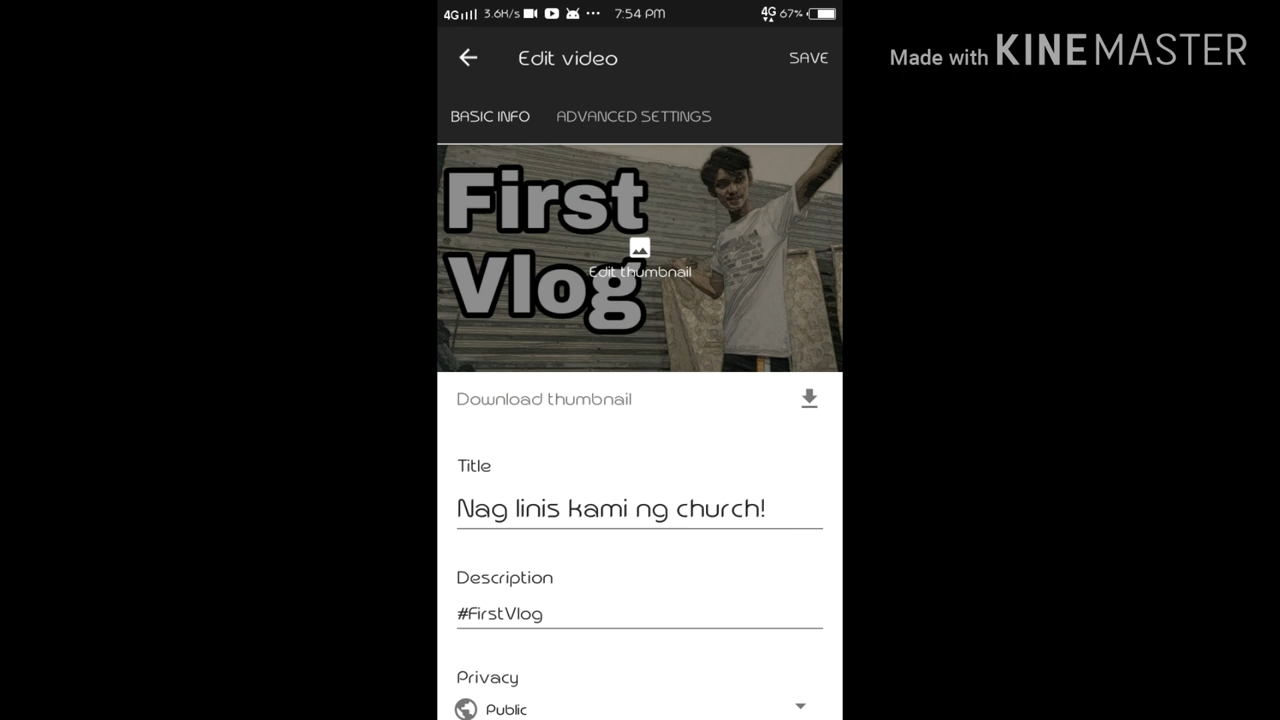 4G 3.6K/s ... 7:54 PM 4G 67%
Made with KINEMASTER
Edit video SAVE
BASIC INFO ADVANCED SETTINGS
First
Vlog
Edit thumbnail
Download thumbnail
Title
Nag linis kami ng church!
Description
#FirstVlog
Privacy
Public